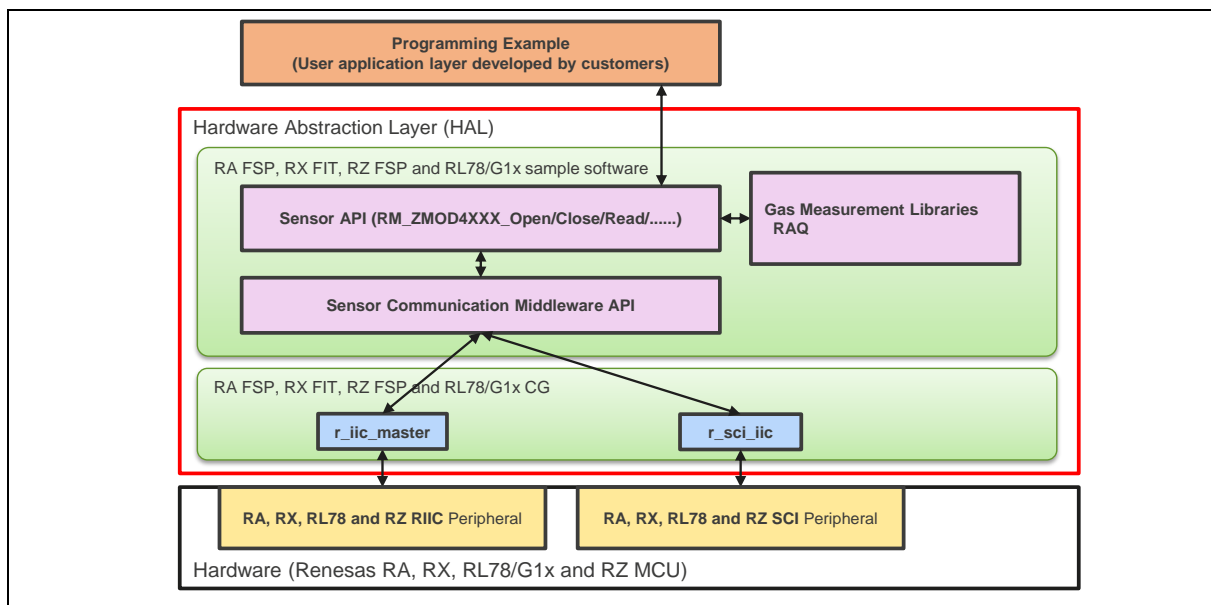 Programming Example
(User application layer developed by customers)
Hardware Abstraction Layer (HAL)
RA FSP, RX FIT, RZ FSP and RL78/G1x sample software
Sensor API (RM_ZMOD4XXX_Open/Close/Read/......)
Gas Measurement Libraries
RAQ
Sensor Communication Middleware API
RA FSP, RX FIT, RZ FSP and RL78/G1x CG
r_iic_master
r_sci_iic
RA, RX, RL78 and RZ RIIC Peripheral
RA, RX, RL78 and RZ SCI Peripheral
Hardware (Renesas RA, RX, RL78/G1x and RZ MCU)